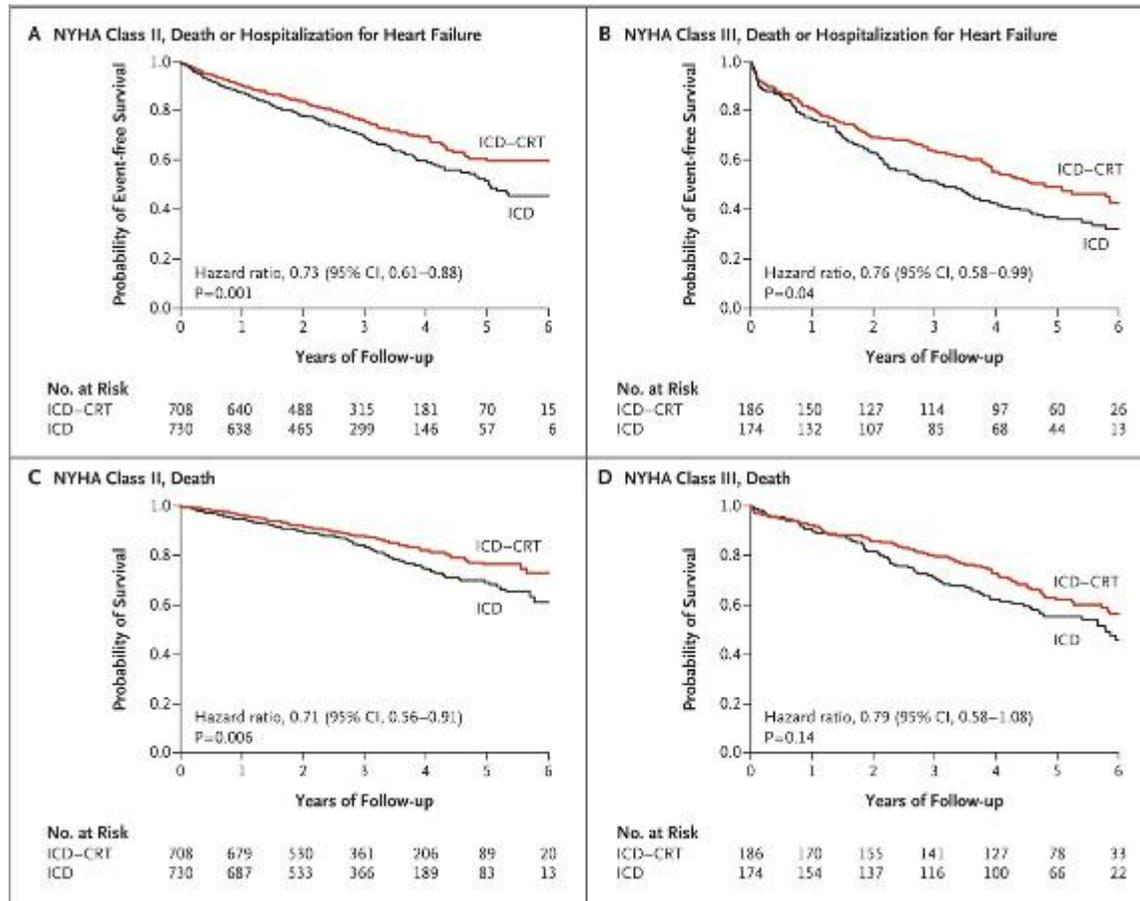 A NYHA Class II, Death or Hospitalization for Heart Failure
Probability of Event-free Survival
1.0
0.8
0.6
0.4
0.2
0.0
ICD–CRT
ICD
Hazard ratio, 0.73 (95% CI, 0.61–0.88)
P=0.001
0 1 2 3 4 5 6
Years of Follow-up
No. at Risk
ICD–CRT 708 640 488 315 181 70 15
ICD 730 638 465 299 146 57 6
B NYHA Class III, Death or Hospitalization for Heart Failure
Probability of Event-free Survival
1.0
0.8
0.6
0.4
0.2
0.0
ICD–CRT
ICD
Hazard ratio, 0.76 (95% CI, 0.58–0.99)
P=0.04
0 1 2 3 4 5 6
Years of Follow-up
No. at Risk
ICD–CRT 186 150 127 114 97 60 26
ICD 174 132 107 85 68 44 13
C NYHA Class II, Death
Probability of Survival
1.0
0.8
0.6
0.4
0.2
0.0
ICD–CRT
ICD
Hazard ratio, 0.71 (95% CI, 0.56–0.91)
P=0.006
0 1 2 3 4 5 6
Years of Follow-up
No. at Risk
ICD–CRT 708 679 530 361 206 89 20
ICD 730 687 533 366 189 83 13
D NYHA Class III, Death
Probability of Survival
1.0
0.8
0.6
0.4
0.2
0.0
ICD–CRT
ICD
Hazard ratio, 0.79 (95% CI, 0.58–1.08)
P=0.14
0 1 2 3 4 5 6
Years of Follow-up
No. at Risk
ICD–CRT 186 170 155 141 127 78 33
ICD 174 154 137 116 100 66 22